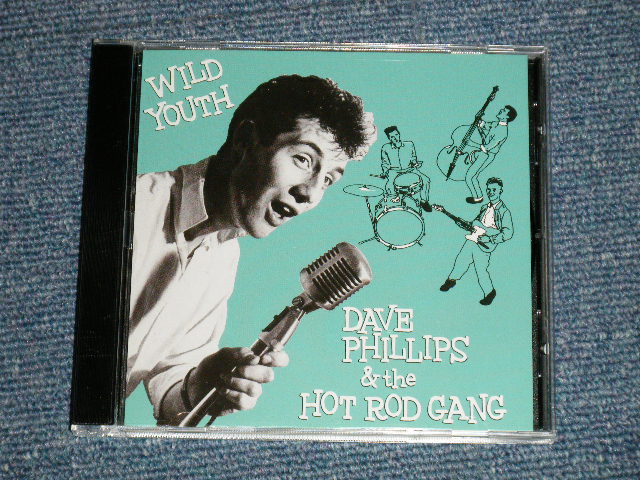 WILD
YOUTH
DAVE
PHILLIPS
& the
HOT ROD GANG